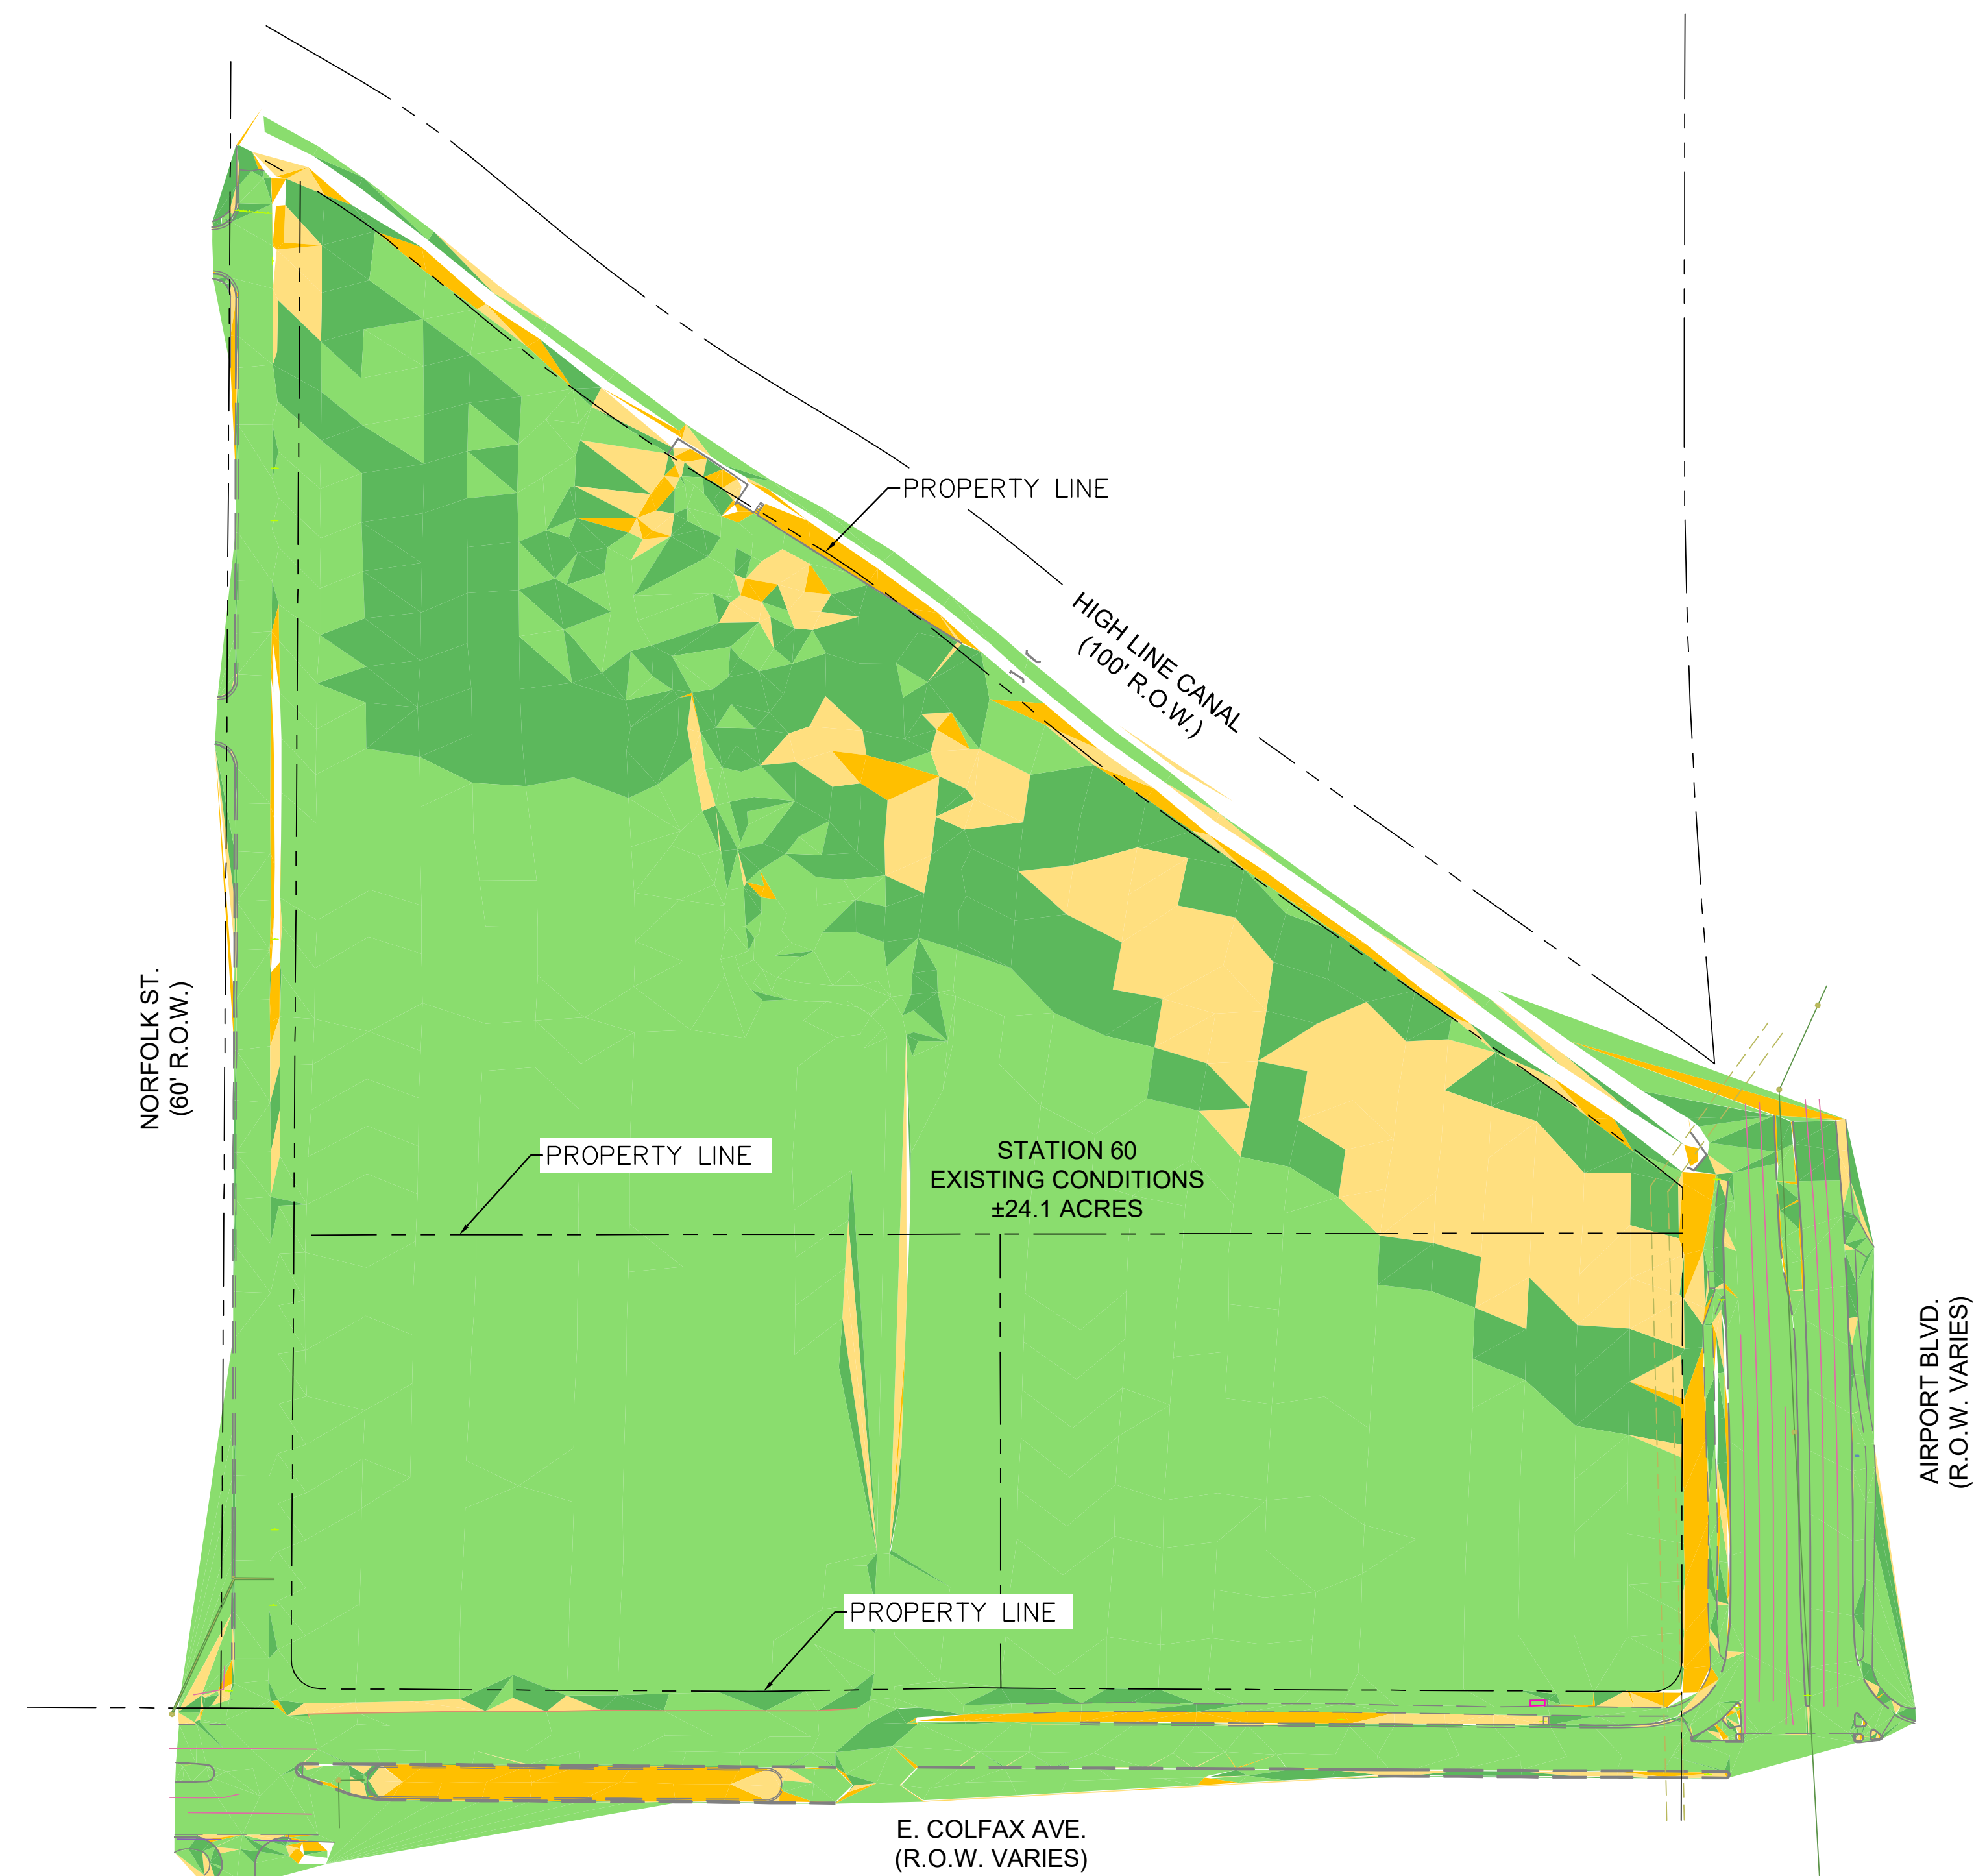 PROPERTY LINE
HIGH LINE CANAL
(100' R.O.W.)
NORFOLK ST.
(60' R.O.W.)
PROPERTY LINE
STATION 60
EXISTING CONDITIONS
±24.1 ACRES
AIRPORT BLVD.
(R.O.W. VARIES)
PROPERTY LINE
E. COLFAX AVE.
(R.O.W. VARIES)